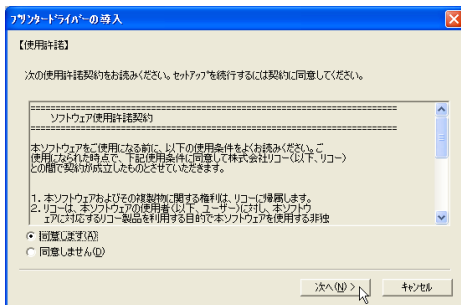 プリンタードライバーの導入
【使用許諾】
次の使用許諾契約をお読みください。セットアップを続行するには契約に同意してください。
==================================================
ソフトウェア使用許諾契約
==================================================
本ソフトウェアをご使用になる前に、以下の使用条件をよくお読みください。ご
使用になられた時点で、下記使用条件に同意して株式会社リコー(以下、リコー)
との間で契約が成立したものとさせていただきます。
1. 本ソフトウェアおよびその複製物に関する権利は、リコーに帰属します。
2. リコーは、本ソフトウェアの使用者(以下、ユーザー)に対し、本ソフトウ
ェアに対応するリコー製品を利用する目的で本ソフトウェアを使用する非独
同意します(A)
同意しません(D)
次へ(N) > キャンセル